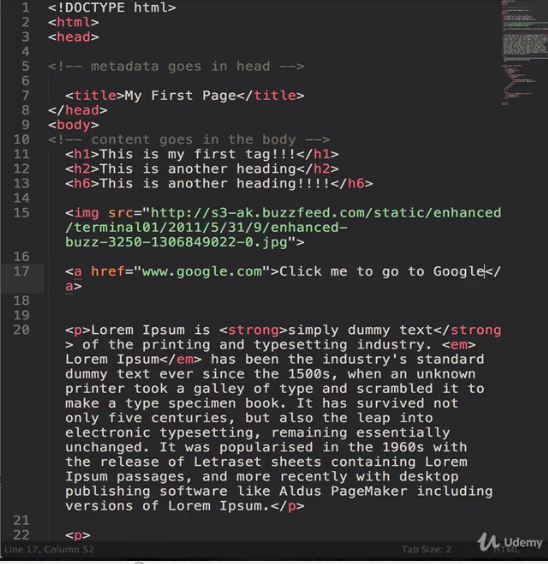 1 <!DOCTYPE html>
2 <html>
3 <head>
4
5 <!-- metadata goes in head -->
6
7 <title>My First Page</title>
8 </head>
9 <body>
10 <!-- content goes in the body -->
11 <h1>This is my first tag!!!</h1>
12 <h2>This is another heading</h2>
13 <h6>This is another heading!!!!</h6>
14
15 <img src="http://s3-ak.buzzfeed.com/static/enhanced
/terminal01/2011/5/31/9/enhanced-
buzz-3250-1306849022-0.jpg">
16
17 <a href="www.google.com">Click me to go to Google</
a>
18
19
20 <p>Lorem Ipsum is <strong>simply dummy text</strong
> of the printing and typesetting industry. <em>
Lorem Ipsum</em> has been the industry's standard
dummy text ever since the 1500s, when an unknown
printer took a galley of type and scrambled it to
make a type specimen book. It has survived not
only five centuries, but also the leap into
electronic typesetting, remaining essentially
unchanged. It was popularised in the 1960s with
the release of Letraset sheets containing Lorem
Ipsum passages, and more recently with desktop
publishing software like Aldus PageMaker including
versions of Lorem Ipsum.</p>
21
22 <p>
Line 17, Column 52 Tab Size: 2 HTML
Udemy